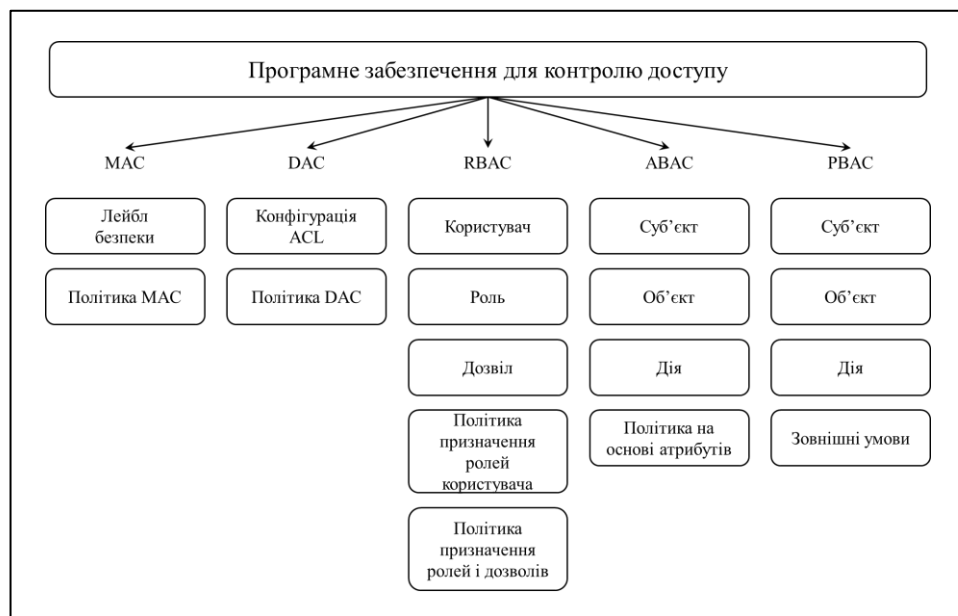 Програмне забезпечення для контролю доступу
MAC
DAC
RBAC
ABAC
PBAC
Лейбл
безпеки
Політика MAC
Конфігурація
ACL
Політика DAC
Користувач
Роль
Дозвіл
Політика
призначення
ролей
користувача
Політика
призначення
ролей і дозволів
Суб’єкт
Об’єкт
Дія
Політика на
основі атрибутів
Суб’єкт
Об’єкт
Дія
Зовнішні умови